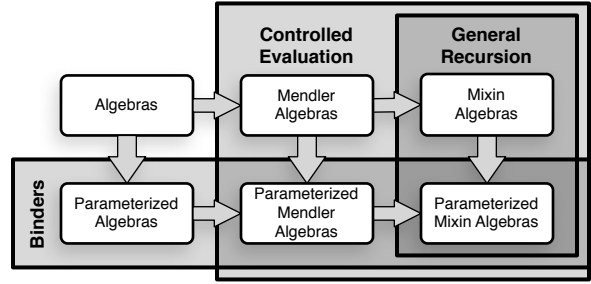 Controlled
Evaluation
General
Recursion
Algebras
Mendler
Algebras
Mixin
Algebras
Binders
Parameterized
Algebras
Parameterized
Mendler
Algebras
Parameterized
Mixin Algebras